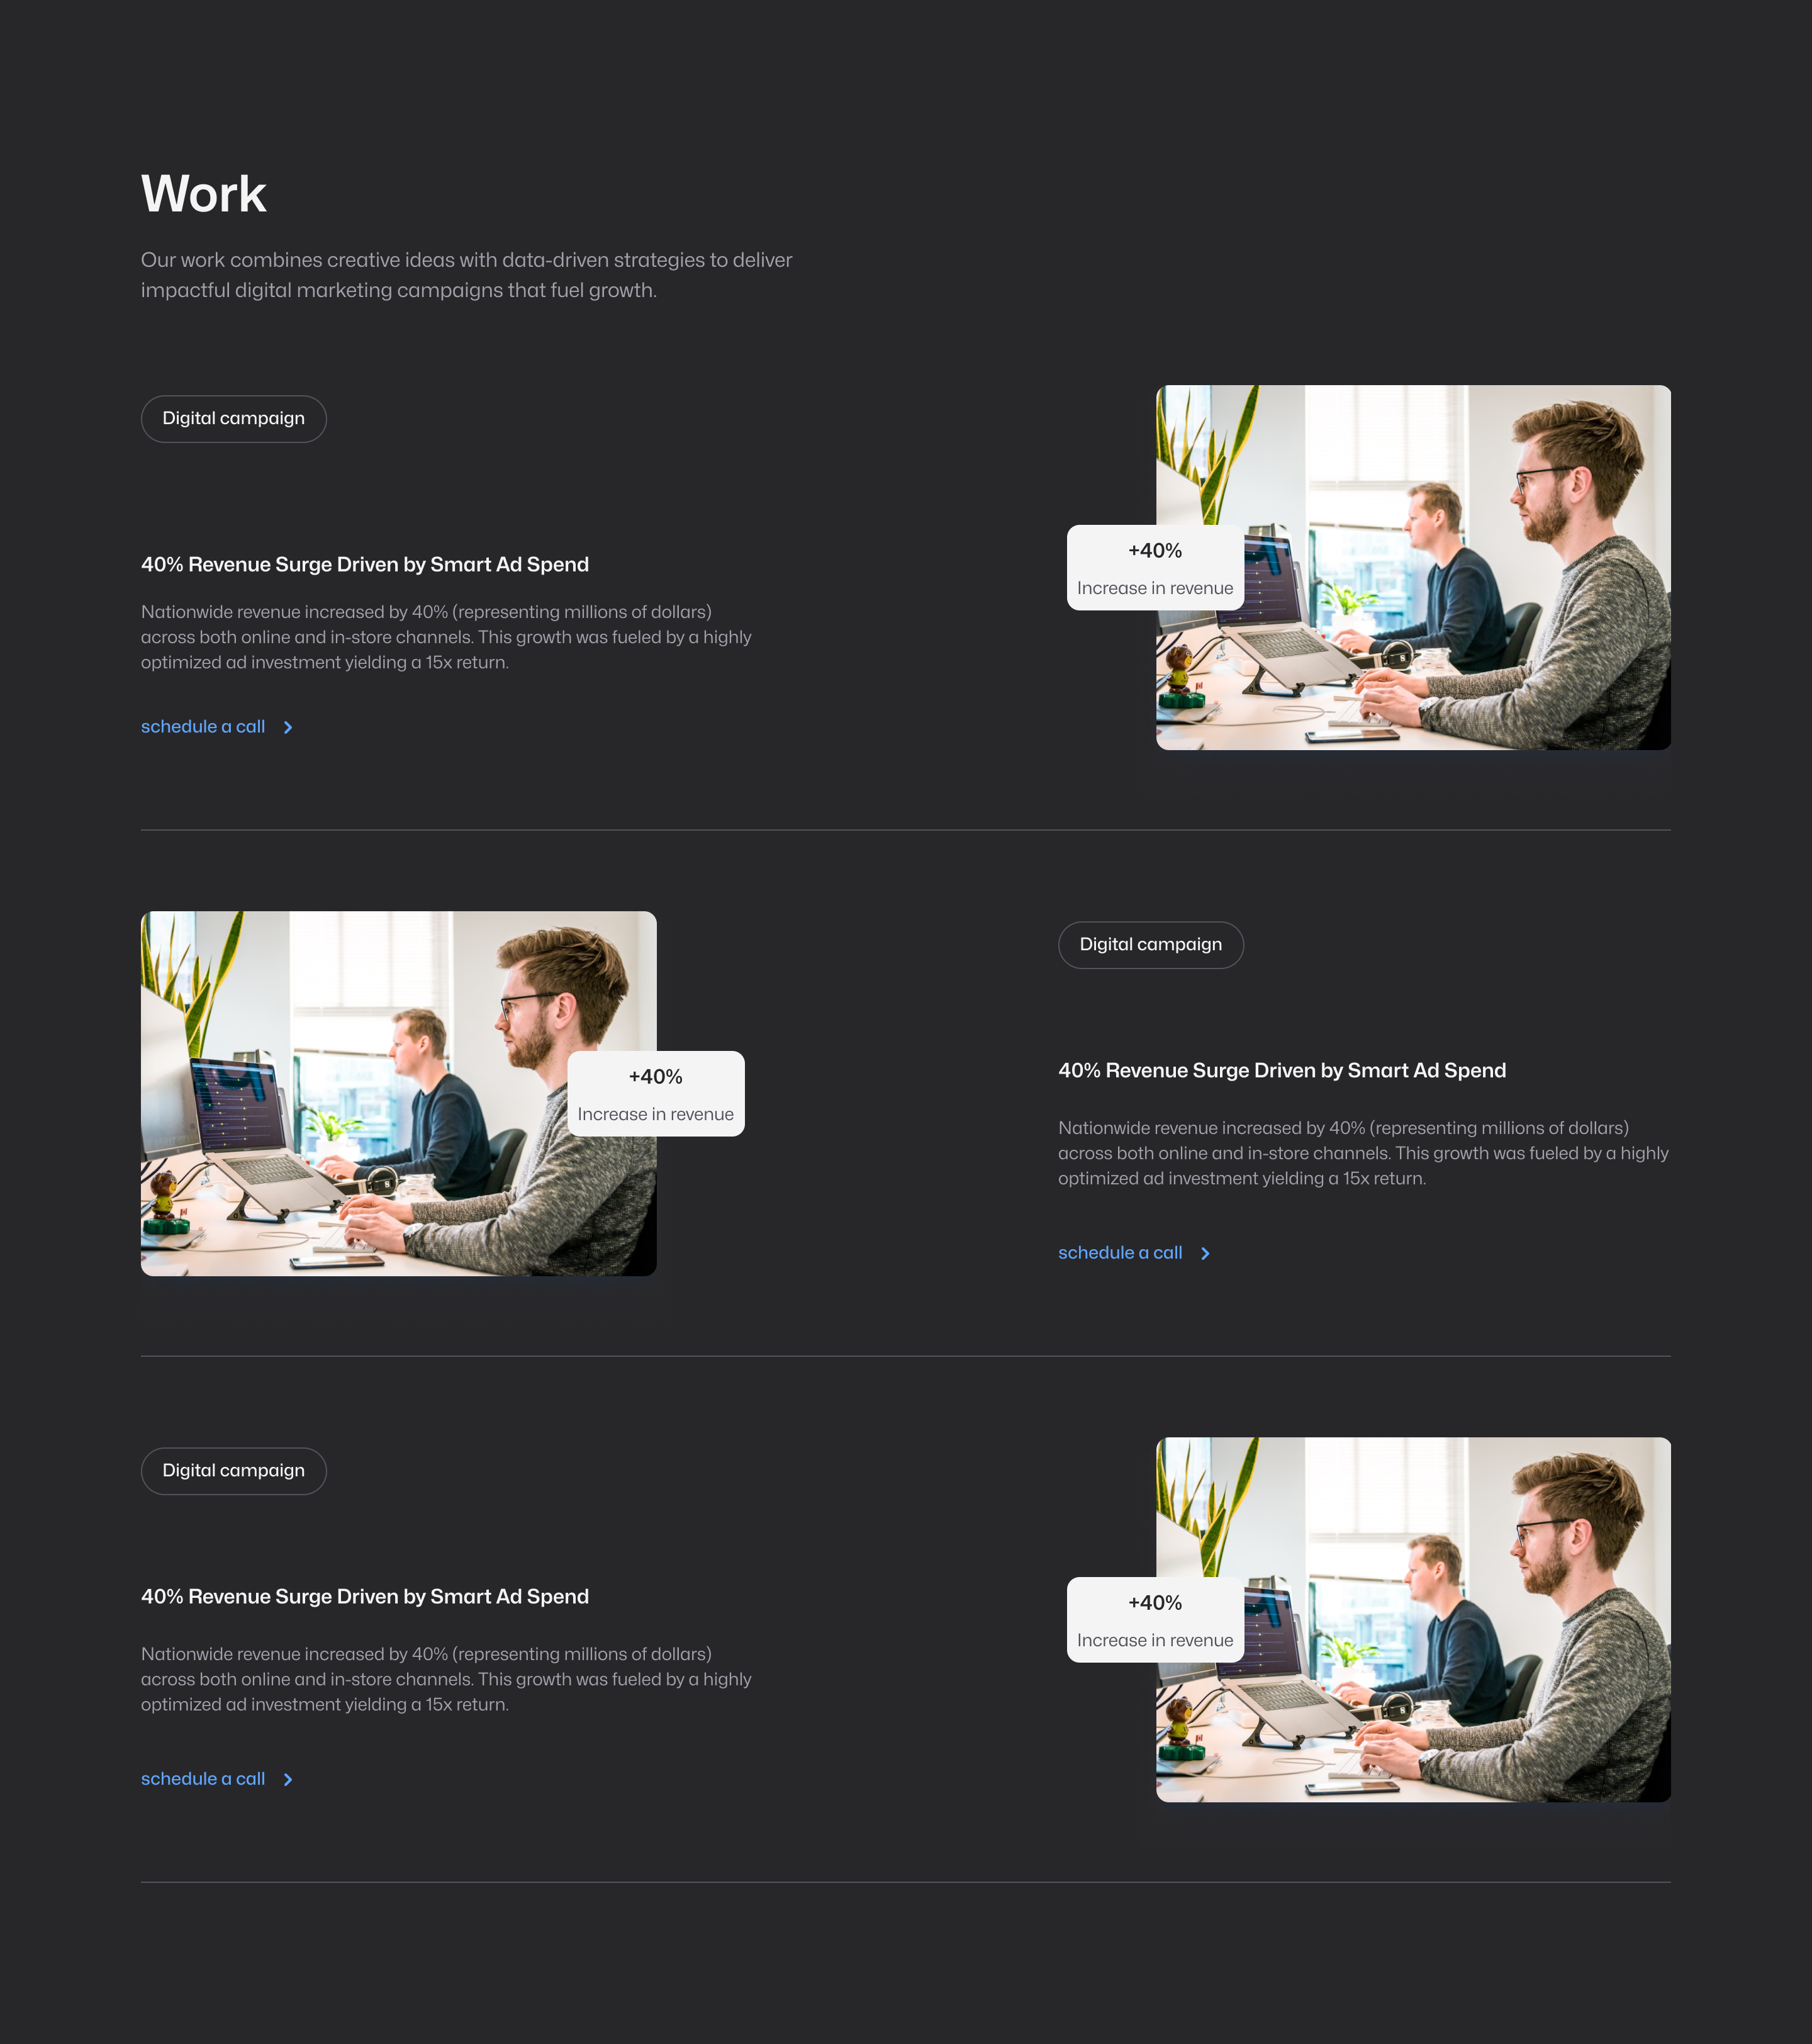 Work
Our work combines creative ideas with data-driven strategies to deliver
impactful digital marketing campaigns that fuel growth.
Digital campaign
40% Revenue Surge Driven by Smart Ad Spend
Nationwide revenue increased by 40% (representing millions of dollars)
across both online and in-store channels. This growth was fueled by a highly
optimized ad investment yielding a 15x return.
schedule a call
+40%
Increase in revenue
+40%
Increase in revenue
Digital campaign
40% Revenue Surge Driven by Smart Ad Spend
Nationwide revenue increased by 40% (representing millions of dollars)
across both online and in-store channels. This growth was fueled by a highly
optimized ad investment yielding a 15x return.
schedule a call
Digital campaign
40% Revenue Surge Driven by Smart Ad Spend
Nationwide revenue increased by 40% (representing millions of dollars)
across both online and in-store channels. This growth was fueled by a highly
optimized ad investment yielding a 15x return.
schedule a call
+40%
Increase in revenue